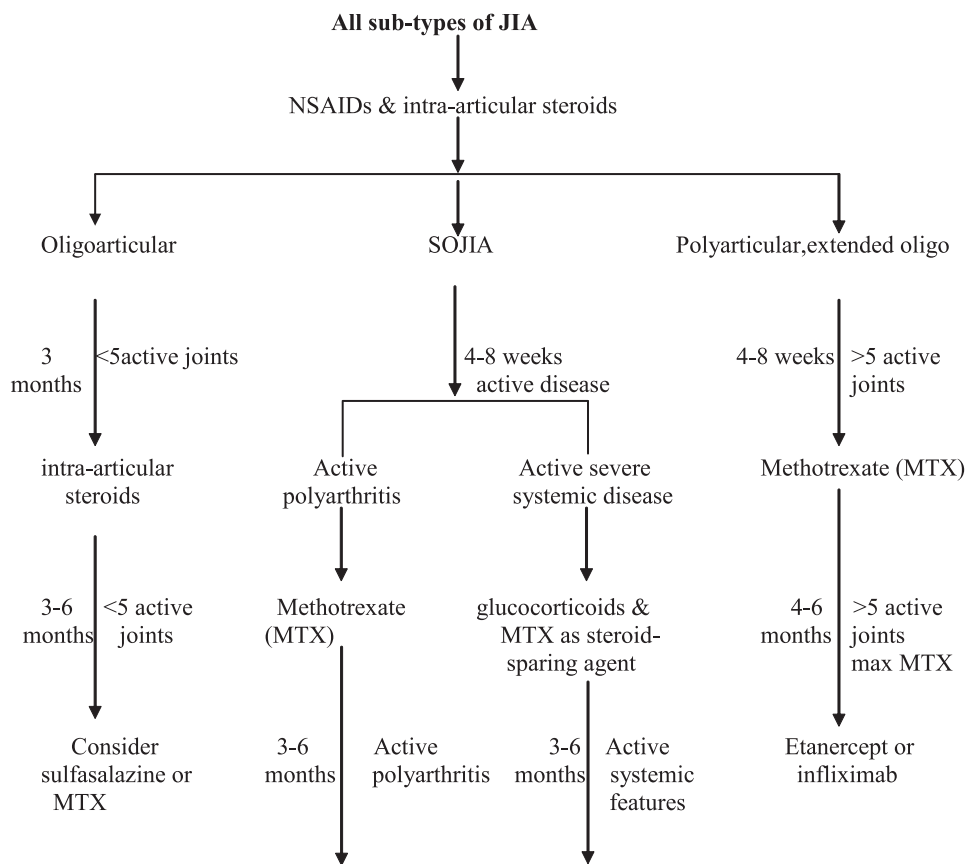 All sub-types of JIA
NSAIDs & intra-articular steroids
Oligoarticular
SOJIA
Polyarticular,extended oligo
3
months
<5active joints
4-8 weeks
active disease
4-8 weeks
>5 active
joints
intra-articular
steroids
Active
polyarthritis
Active severe
systemic disease
Methotrexate (MTX)
3-6
months
<5 active
joints
Methotrexate
(MTX)
glucocorticoids &
MTX as steroid-
sparing agent
4-6
months
>5 active
joints
max MTX
Consider
sulfasalazine or
MTX
3-6
months
Active
polyarthritis
3-6
months
Active
systemic
features
Etanercept or
infliximab